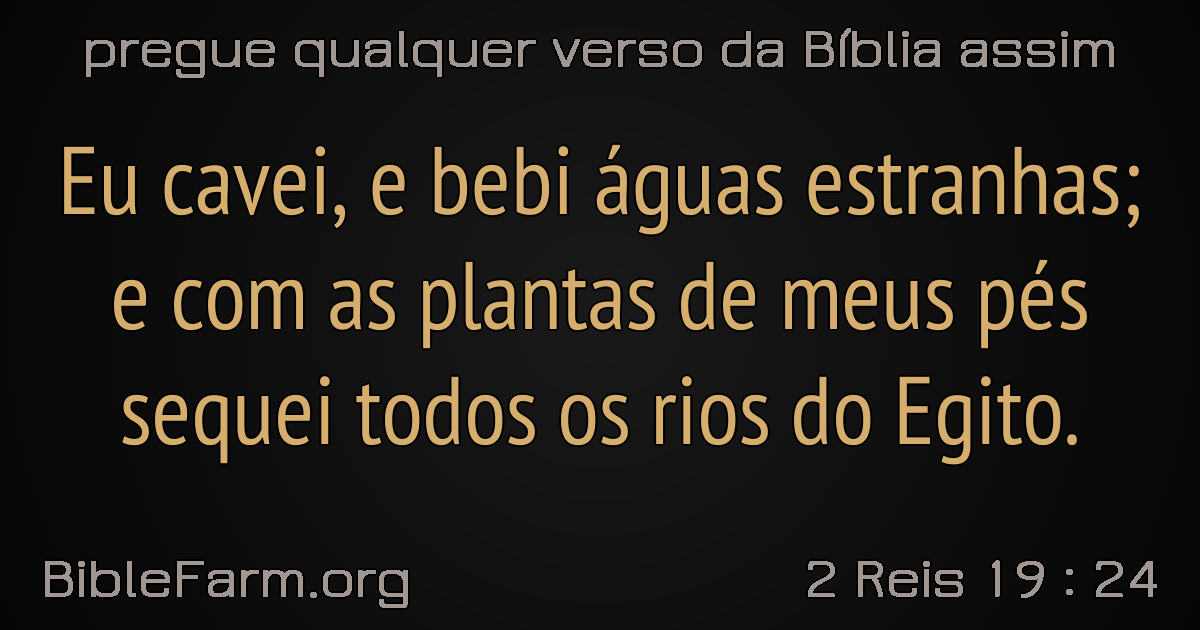 pregue qualquer verso da Bíblia assim
Eu cavei, e bebi águas estranhas;
e com as plantas de meus pés
sequei todos os rios do Egito.
BibleFarm.org
2 Reis 19 : 24